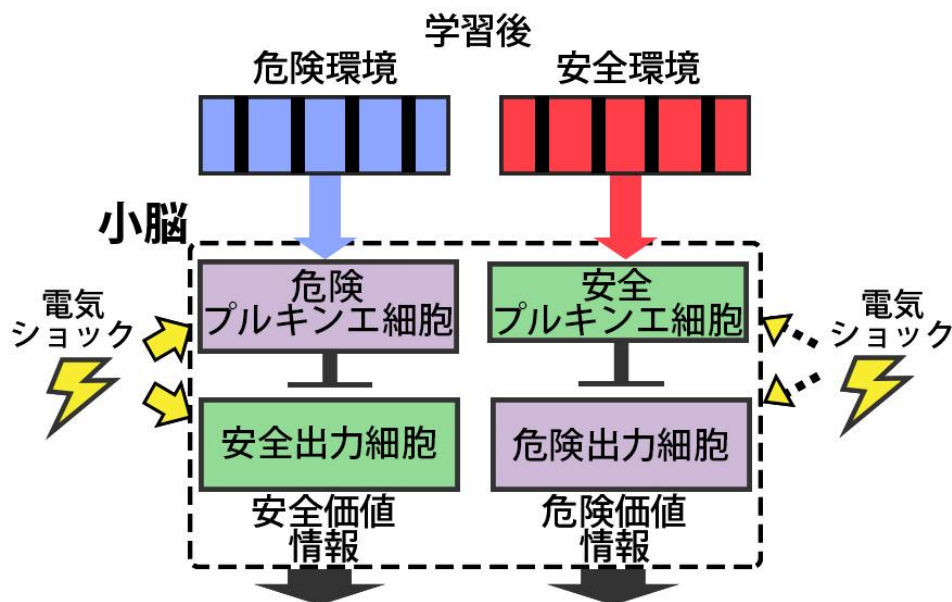 学習後
危険環境
安全環境
小脳
電気
ショック
危険
プルキンエ細胞
安全
プルキンエ細胞
電気
ショック
安全出力細胞
危険出力細胞
安全価値
情報
危険価値
情報